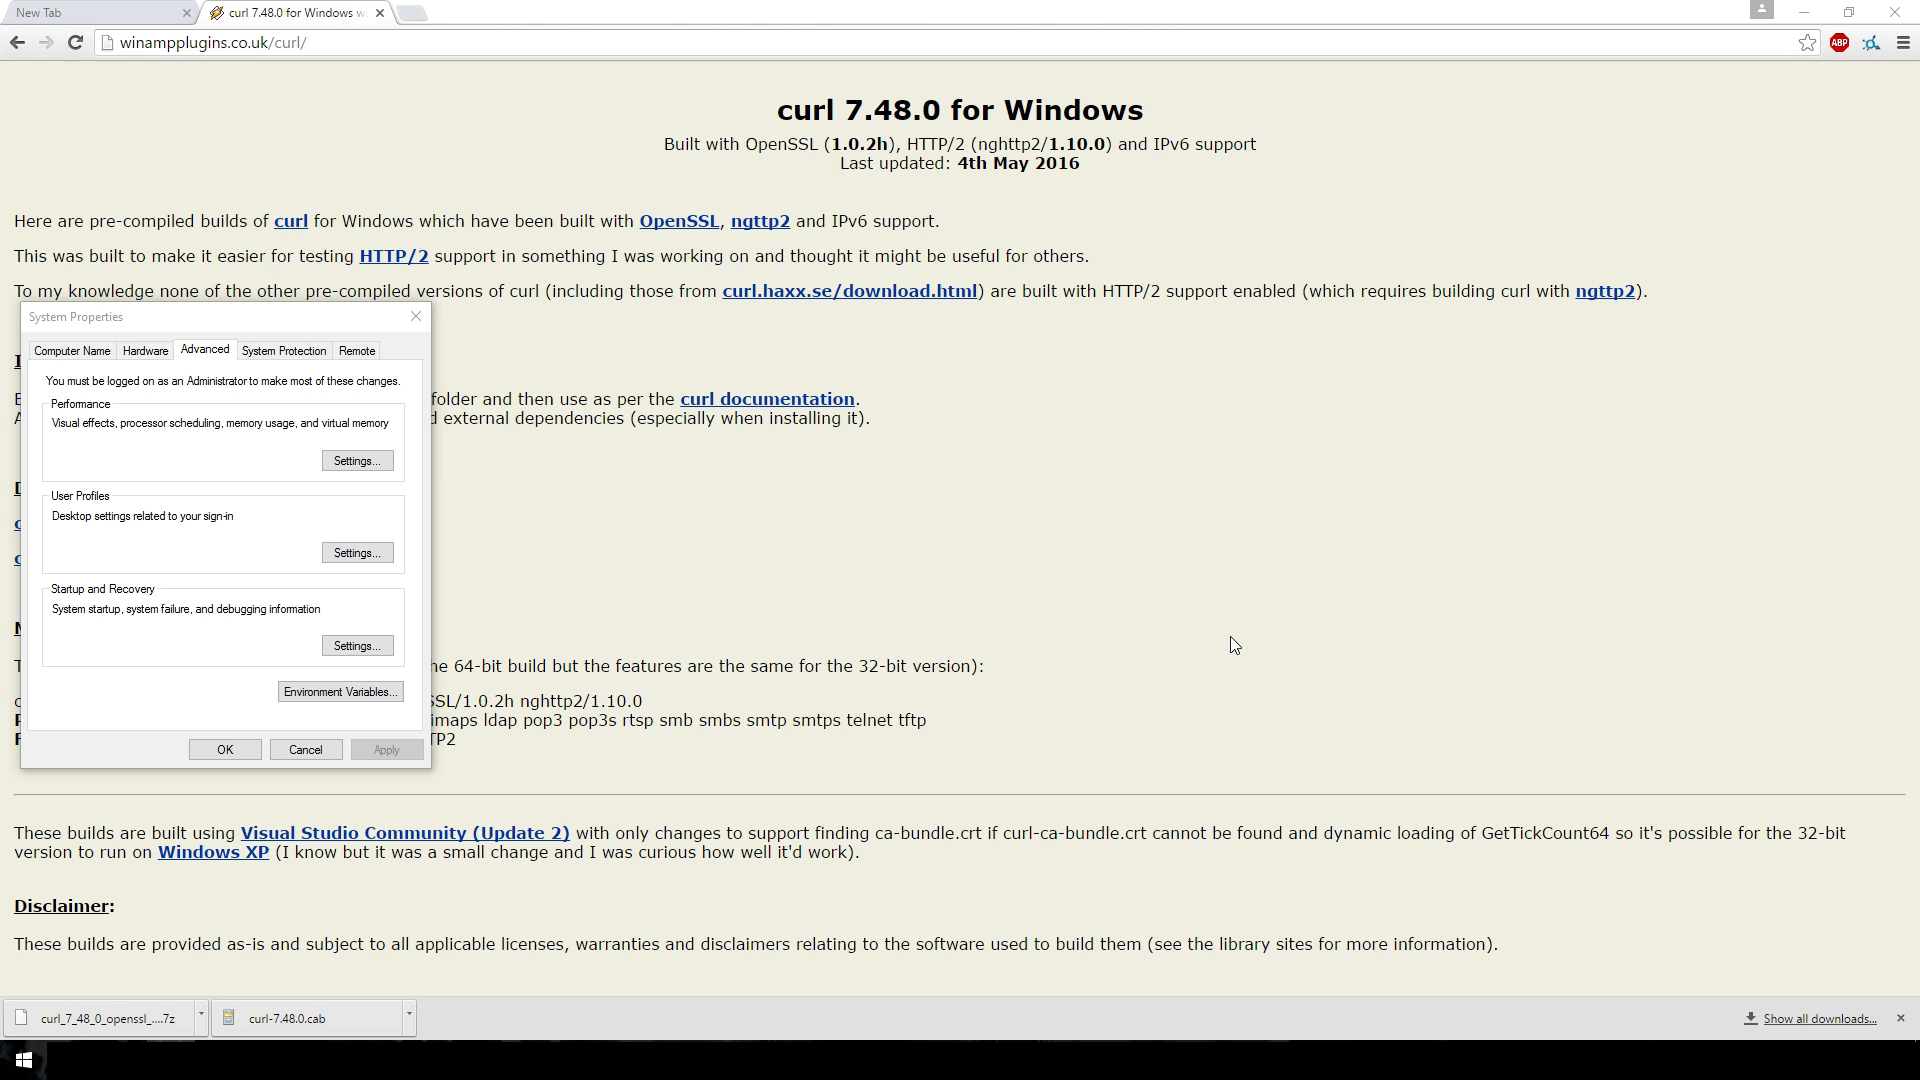 New Tab
curl 7.48.0 for Windows w
winampplugins.co.uk/curl/
ABP
curl 7.48.0 for Windows
Built with OpenSSL (1.0.2h), HTTP/2 (nghttp2/1.10.0) and IPv6 support
Last updated: 4th May 2016
Here are pre-compiled builds of curl for Windows which have been built with OpenSSL, ngttp2 and IPv6 support.
This was built to make it easier for testing HTTP/2 support in something I was working on and thought it might be useful for others.
To my knowledge none of the other pre-compiled versions of curl (including those from curl.haxx.se/download.html) are built with HTTP/2 support enabled (which requires building curl with ngttp2).
System Properties
Computer Name
Hardware
Advanced
System Protection
Remote
You must be logged on as an Administrator to make most of these changes.
Performance
Visual effects, processor scheduling, memory usage, and virtual memory
Settings...
User Profiles
Desktop settings related to your sign-in
Settings...
Startup and Recovery
System startup, system failure, and debugging information
Settings...
Environment Variables...
OK
Cancel
Apply
folder and then use as per the curl documentation.
external dependencies (especially when installing it).
64-bit build but the features are the same for the 32-bit version):
SSL/1.0.2h nghttp2/1.10.0
imaps ldap pop3 pop3s rtsp smb smbs smtp smtps telnet tftp
TP2
These builds are built using Visual Studio Community (Update 2) with only changes to support finding ca-bundle.crt if curl-ca-bundle.crt cannot be found and dynamic loading of GetTickCount64 so it's possible for the 32-bit
version to run on Windows XP (I know but it was a small change and I was curious how well it'd work).
Disclaimer:
These builds are provided as-is and subject to all applicable licenses, warranties and disclaimers relating to the software used to build them (see the library sites for more information).
curl_7_48_0_openssl_....7z
curl-7.48.0.cab
Show all downloads...